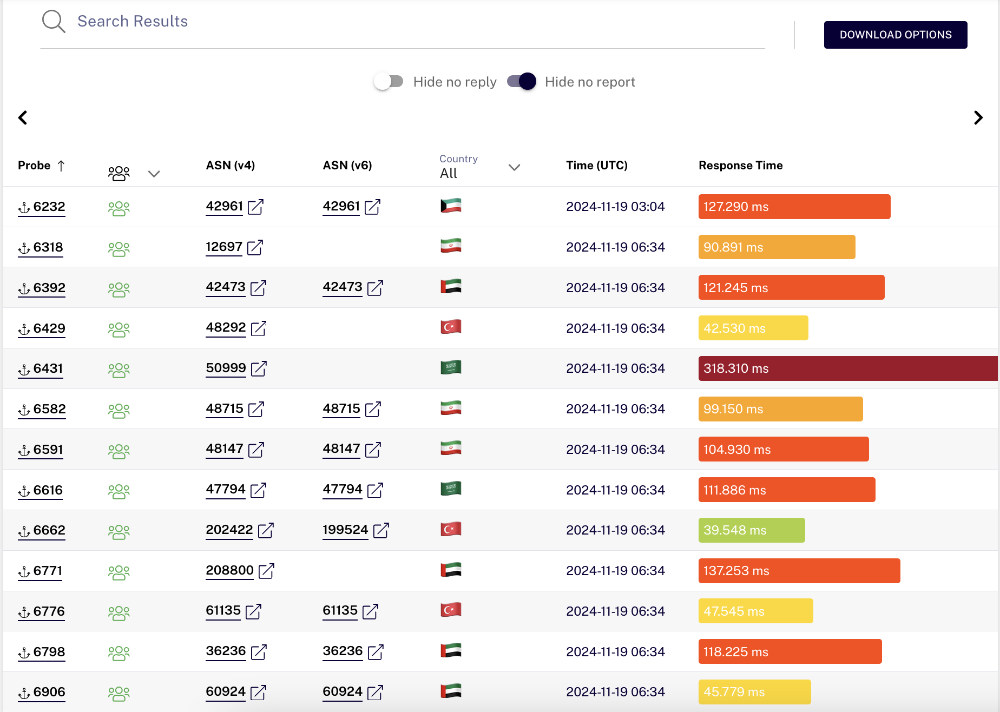 Search Results
DOWNLOAD OPTIONS
Hide no reply Hide no report
Probe ↑ ASN (v4) ASN (v6) Country All Time (UTC) Response Time
6232 42961 42961 2024-11-19 03:04 127.290 ms
6318 12697 2024-11-19 06:34 90.891 ms
6392 42473 42473 2024-11-19 06:34 121.245 ms
6429 48292 2024-11-19 06:34 42.530 ms
6431 50999 2024-11-19 06:34 318.310 ms
6582 48715 48715 2024-11-19 06:34 99.150 ms
6591 48147 48147 2024-11-19 06:34 104.930 ms
6616 47794 47794 2024-11-19 06:34 111.886 ms
6662 202422 199524 2024-11-19 06:34 39.548 ms
6771 208800 2024-11-19 06:34 137.253 ms
6776 61135 61135 2024-11-19 06:34 47.545 ms
6798 36236 36236 2024-11-19 06:34 118.225 ms
6906 60924 60924 2024-11-19 06:34 45.779 ms